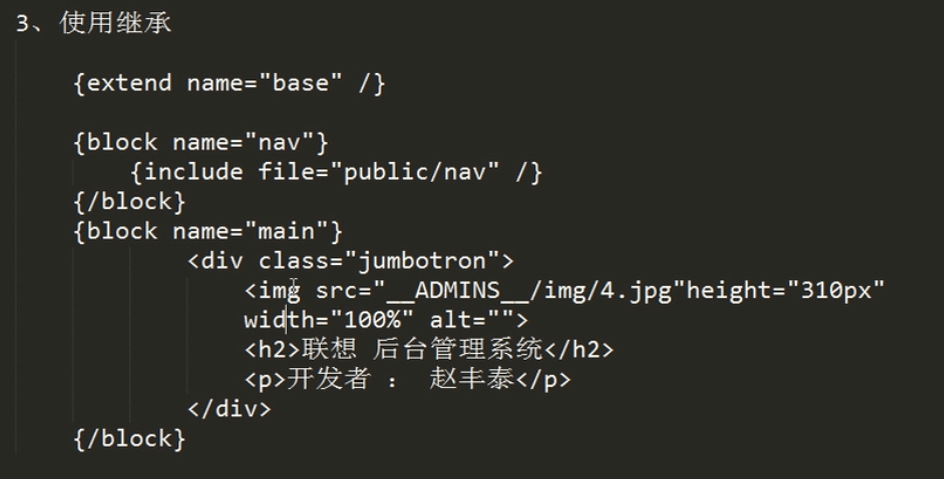 3、使用继承
{extend name="base" /}
{block name="nav"}
{include file="public/nav" /}
{/block}
{block name="main"}
<div class="jumbotron">
<img src="__ADMINS__/img/4.jpg"height="310px"
width="100%" alt="">
<h2>联想 后台管理系统</h2>
<p>开发者 : 赵丰泰</p>
</div>
{/block}